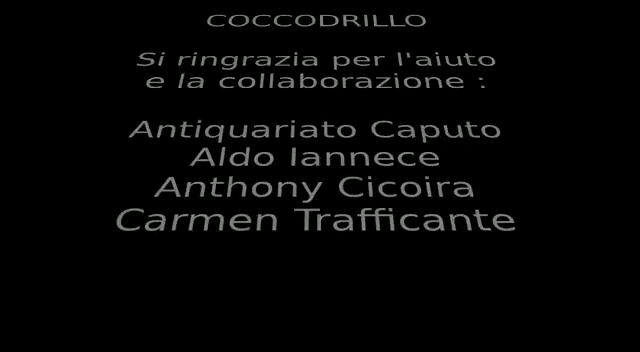 COCCODRILLO
Si ringrazia per l'aiuto
e la collaborazione :
Antiquariato Caputo
Aldo Iannece
Anthony Cicoira
Carmen Trafficante